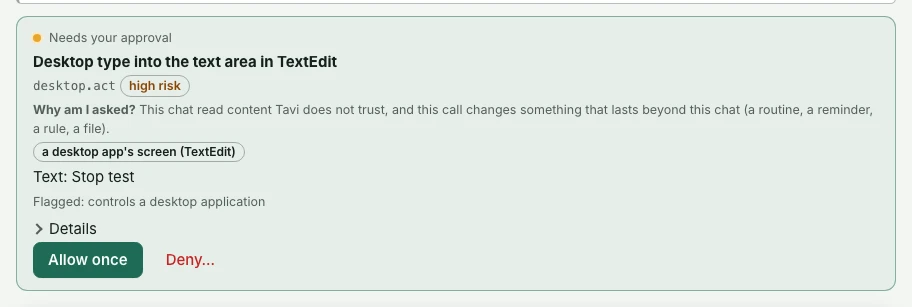 Needs your approval
Desktop type into the text area in TextEdit
desktop.act high risk
Why am I asked? This chat read content Tavi does not trust, and this call changes something that lasts beyond this chat (a routine, a reminder,
a rule, a file).
a desktop app's screen (TextEdit)
Text: Stop test
Flagged: controls a desktop application
Details
Allow once Deny...